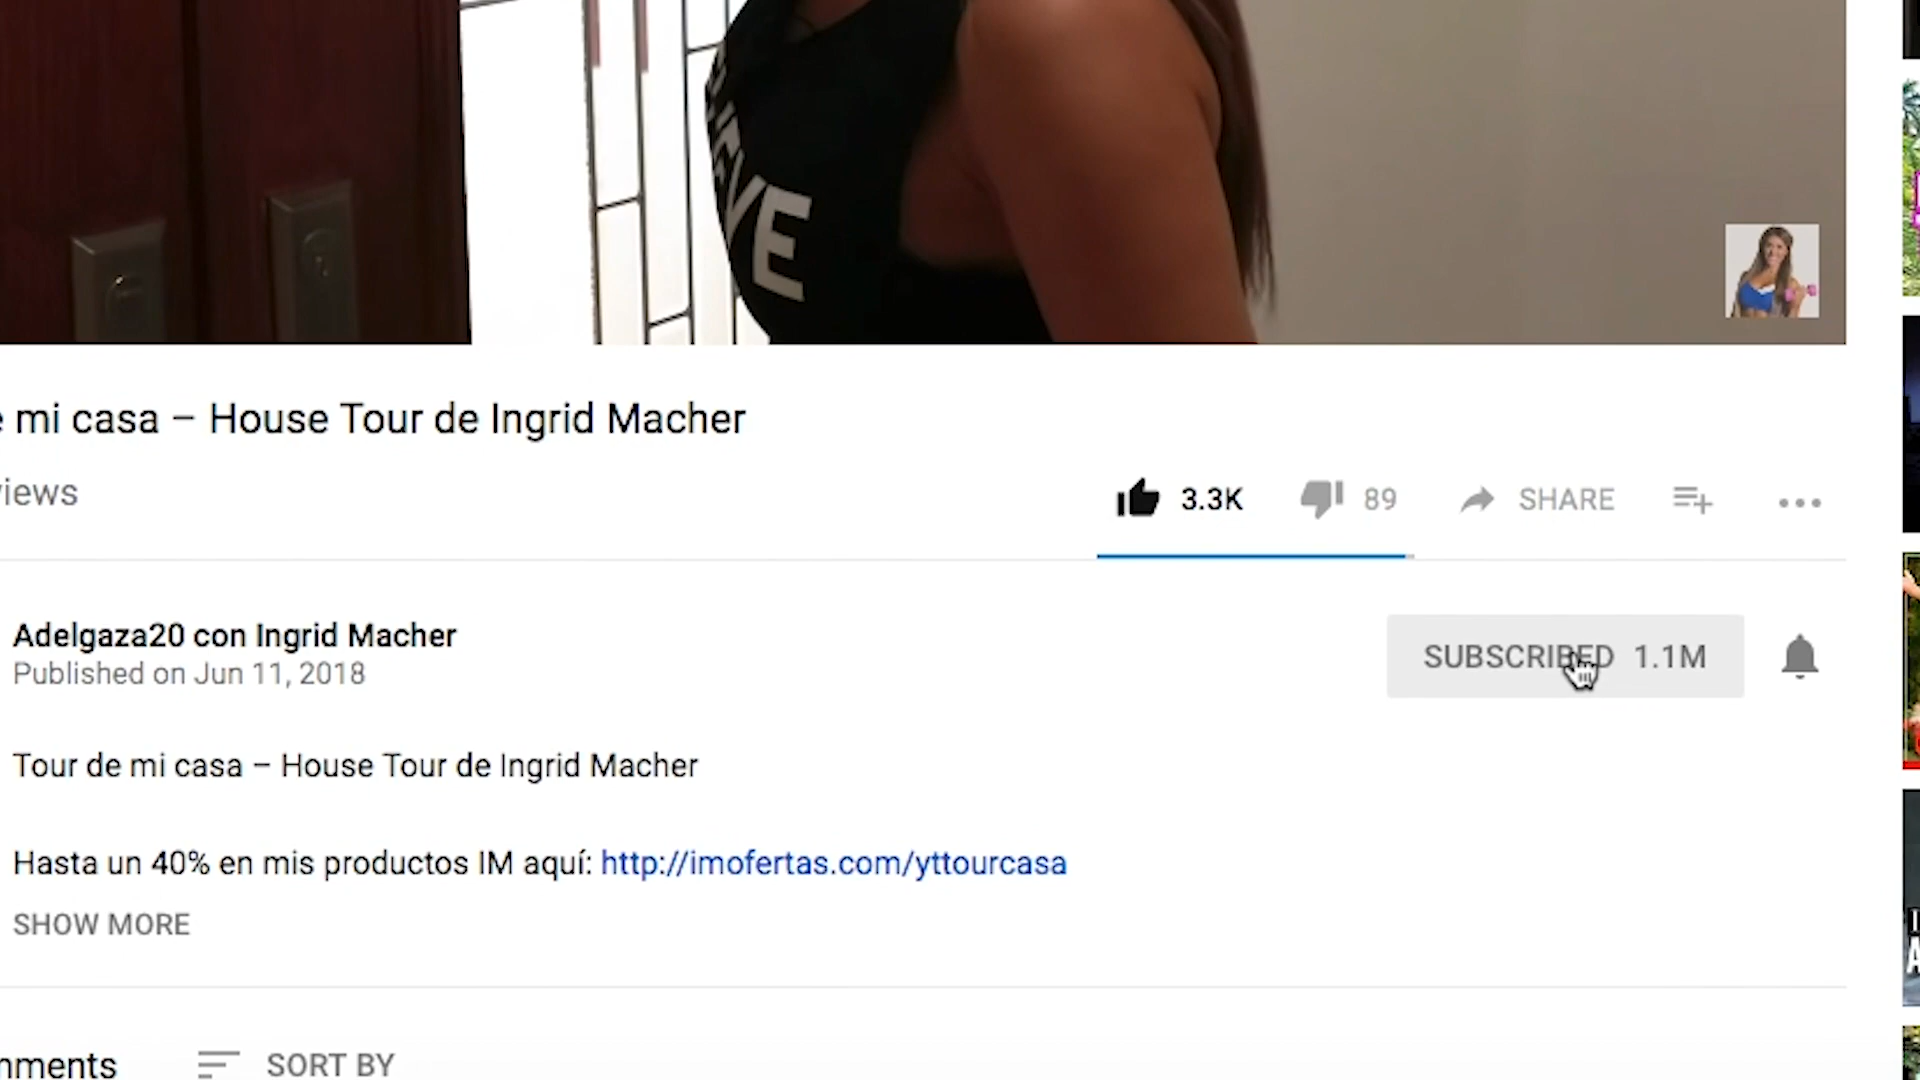 VE
mi casa – House Tour de Ingrid Macher
views
3.3K
89
SHARE
Adelgaza20 con Ingrid Macher
Published on Jun 11, 2018
SUBSCRIBED 1.1M
Tour de mi casa – House Tour de Ingrid Macher
Hasta un 40% en mis productos IM aquí: http://imofertas.com/yttourcasa
SHOW MORE
mments
SORT BY